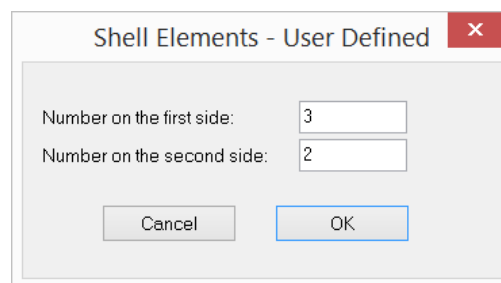 Shell Elements - User Defined
x
Number on the first side: 3
Number on the second side: 2
Cancel OK